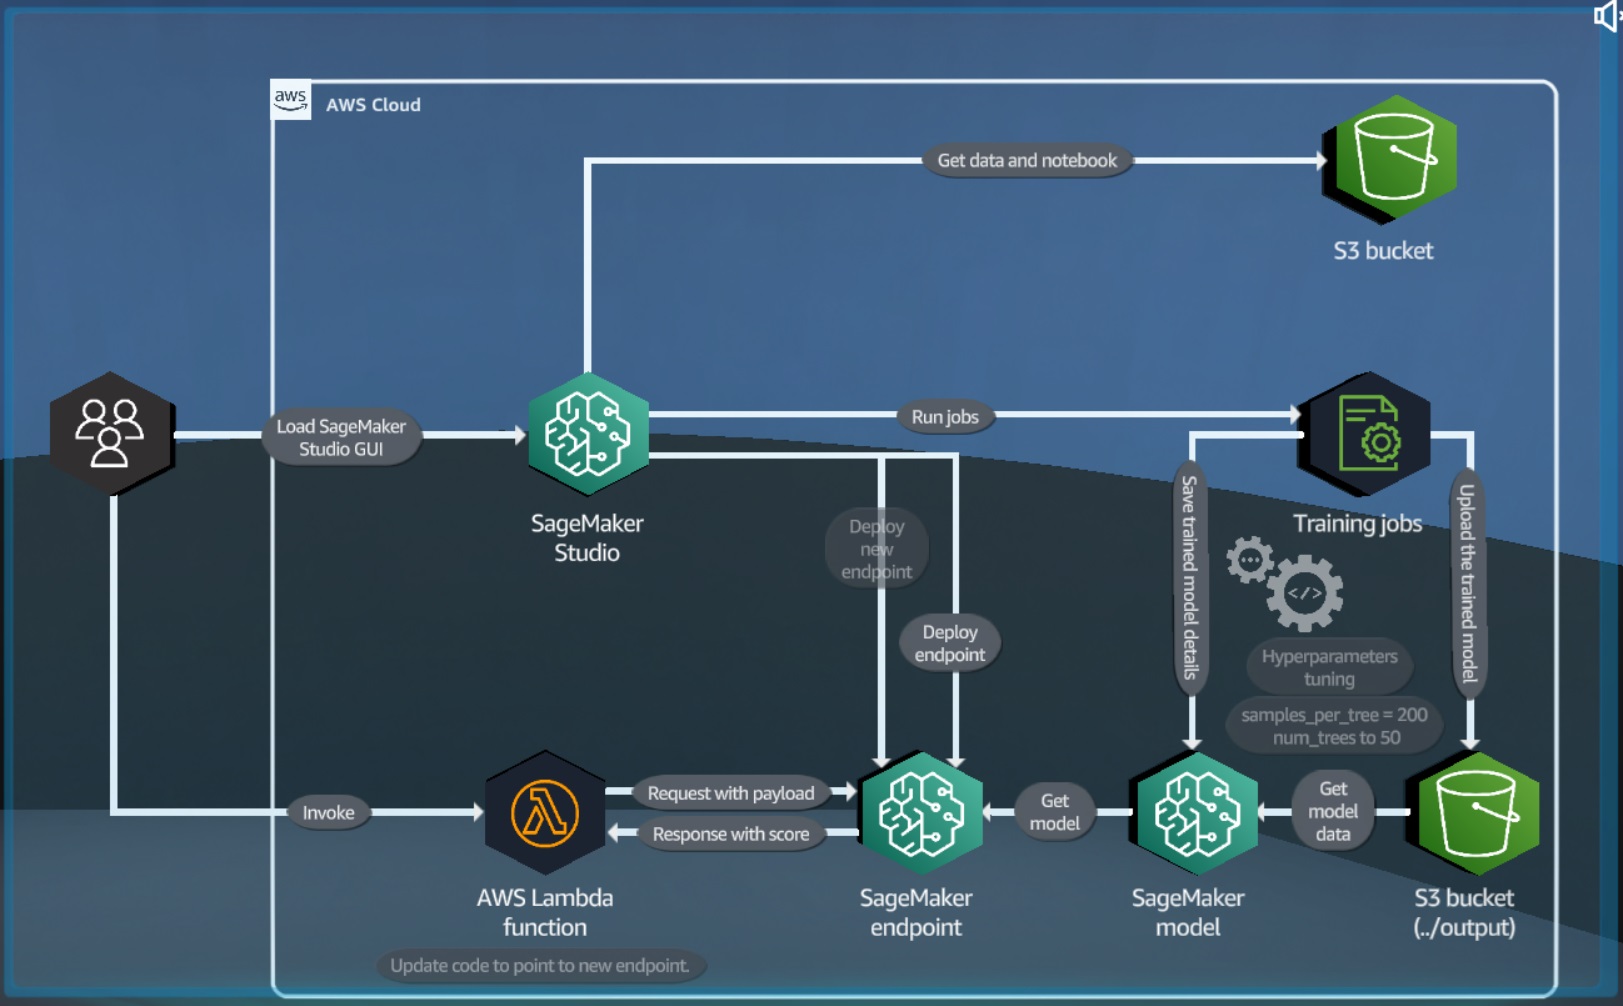 aws
AWS Cloud
Get data and notebook
S3 bucket
Load SageMaker
Studio GUI
Run jobs
SageMaker
Studio
Training jobs
Deploy
new
endpoint
Deploy
endpoint
Save trained model details
</>
Hyperparameters
tuning
samples_per_tree = 200
num_trees to 50
Upload the trained model
Invoke
Request with payload
Response with score
Get
model
Get
model
data
AWS Lambda
function
SageMaker
endpoint
SageMaker
model
S3 bucket
(../output)
Update code to point to new endpoint.